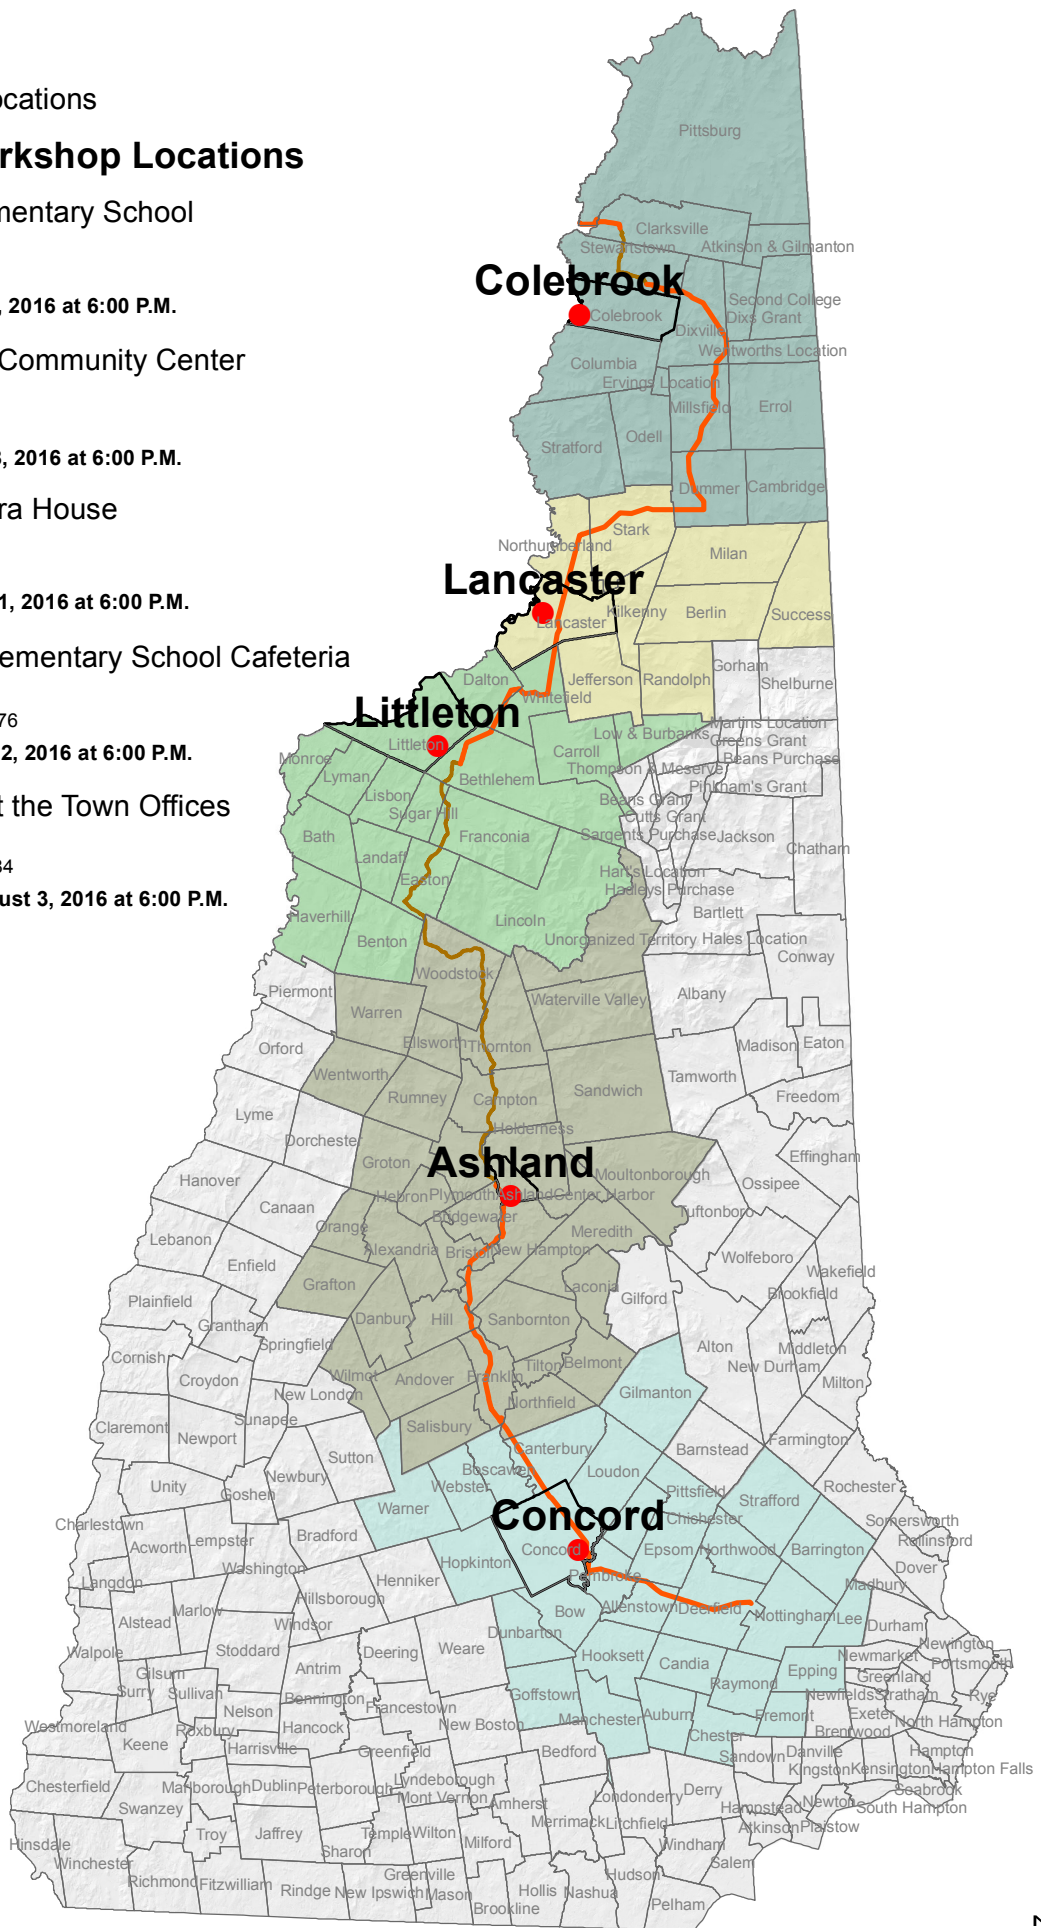 ocations
rkshop Locations
mentary School
, 2016 at 6:00 P.M.
Community Center
3, 2016 at 6:00 P.M.
ra House
1, 2016 at 6:00 P.M.
ementary School Cafeteria
76
2, 2016 at 6:00 P.M.
t the Town Offices
34
ust 3, 2016 at 6:00 P.M.
Pittsburg
Clarksville
Stewartstown
Atkinson & Gilmanton
Colebrook
Second College
Colebrook
Dixs Grant
Dixville
Wentworths Location
Columbia
Ervings Location
Millsfield
Errol
Odell
Stratford
Dummer
Cambridge
Stark
Northumberland
Milan
Lancaster
Kilkenny
Berlin
Success
Lancaster
Gorham
Dalton
Jefferson
Randolph
Shelburne
Whitefield
Littleton
Martins Location
Low & Burbanks
Greens Grant
Littleton
Carroll
Beans Purchase
Monroe
Thompson & Meserve
Lyman
Bethlehem
Pinkham's Grant
Lisbon
Beans Grant
Sugar Hill
Cutts Grant
Bath
Franconia
Sargents Purchase
Jackson
Chatham
Landaff
Easton
Hart's Location
Hadleys Purchase
Haverhill
Lincoln
Bartlett
Benton
Unorganized Territory
Hales Location
Conway
Woodstock
Piermont
Waterville Valley
Albany
Warren
Orford
Ellsworth
Thornton
Madison
Eaton
Wentworth
Tamworth
Rumney
Campton
Sandwich
Freedom
Lyme
Holderness
Dorchester
Effingham
Ashland
Groton
Moultonborough
Hanover
Ossipee
Hebron
Plymouth
Ashland
Center Harbor
Canaan
Tuftonboro
Bridgewater
Orange
Meredith
Lebanon
Alexandria
Bristol
New Hampton
Wolfeboro
Enfield
Wakefield
Grafton
Laconia
Brookfield
Plainfield
Gilford
Danbury
Hill
Sanbornton
Grantham
Springfield
Alton
Middleton
Cornish
Tilton
Belmont
New Durham
Croydon
Wilmot
Andover
Franklin
Milton
New London
Gilmanton
Northfield
Claremont
Sunapee
Salisbury
Newport
Farmington
Canterbury
Barnstead
Sutton
Boscawen
Loudon
Newbury
Webster
Unity
Rochester
Goshen
Pittsfield
Strafford
Warner
Concord
Chichester
Charlestown
Somersworth
Bradford
Lempster
Rollinsford
Acworth
Concord
Epsom
Northwood
Barrington
Hopkinton
Washington
Dover
Langdon
Henniker
Pembroke
Madbury
Hillsborough
Marlow
Allenstown
Deerfield
Alstead
Bow
Nottingham
Lee
Windsor
Durham
Dunbarton
Newington
Walpole
Stoddard
Deering
Weare
Hooksett
Newmarket
Portsmouth
Antrim
Candia
Epping
Gilsum
Greenland
Surry
Sullivan
Raymond
Goffstown
Newfields
Stratham
Rye
Bennington
Francestown
Nelson
Auburn
Fremont
Exeter
Westmoreland
Roxbury
Hancock
New Boston
Manchester
North Hampton
Brentwood
Keene
Chester
Harrisville
Greenfield
Bedford
Sandown
Danville
Hampton
Kingston
Kensington
Hampton Falls
Chesterfield
Marlborough
Dublin
Peterborough
Lyndeborough
Derry
Seabrook
Mont Vernon
Londonderry
Swanzey
Amherst
Hampstead
Newton
South Hampton
Merrimack
Litchfield
Atkinson
Plaistow
Troy
Jaffrey
Temple
Wilton
Milford
Hinsdale
Windham
Sharon
Winchester
Salem
Richmond
Fitzwilliam
Greenville
Hudson
Rindge
New Ipswich
Mason
Hollis
Nashua
Brookline
Pelham